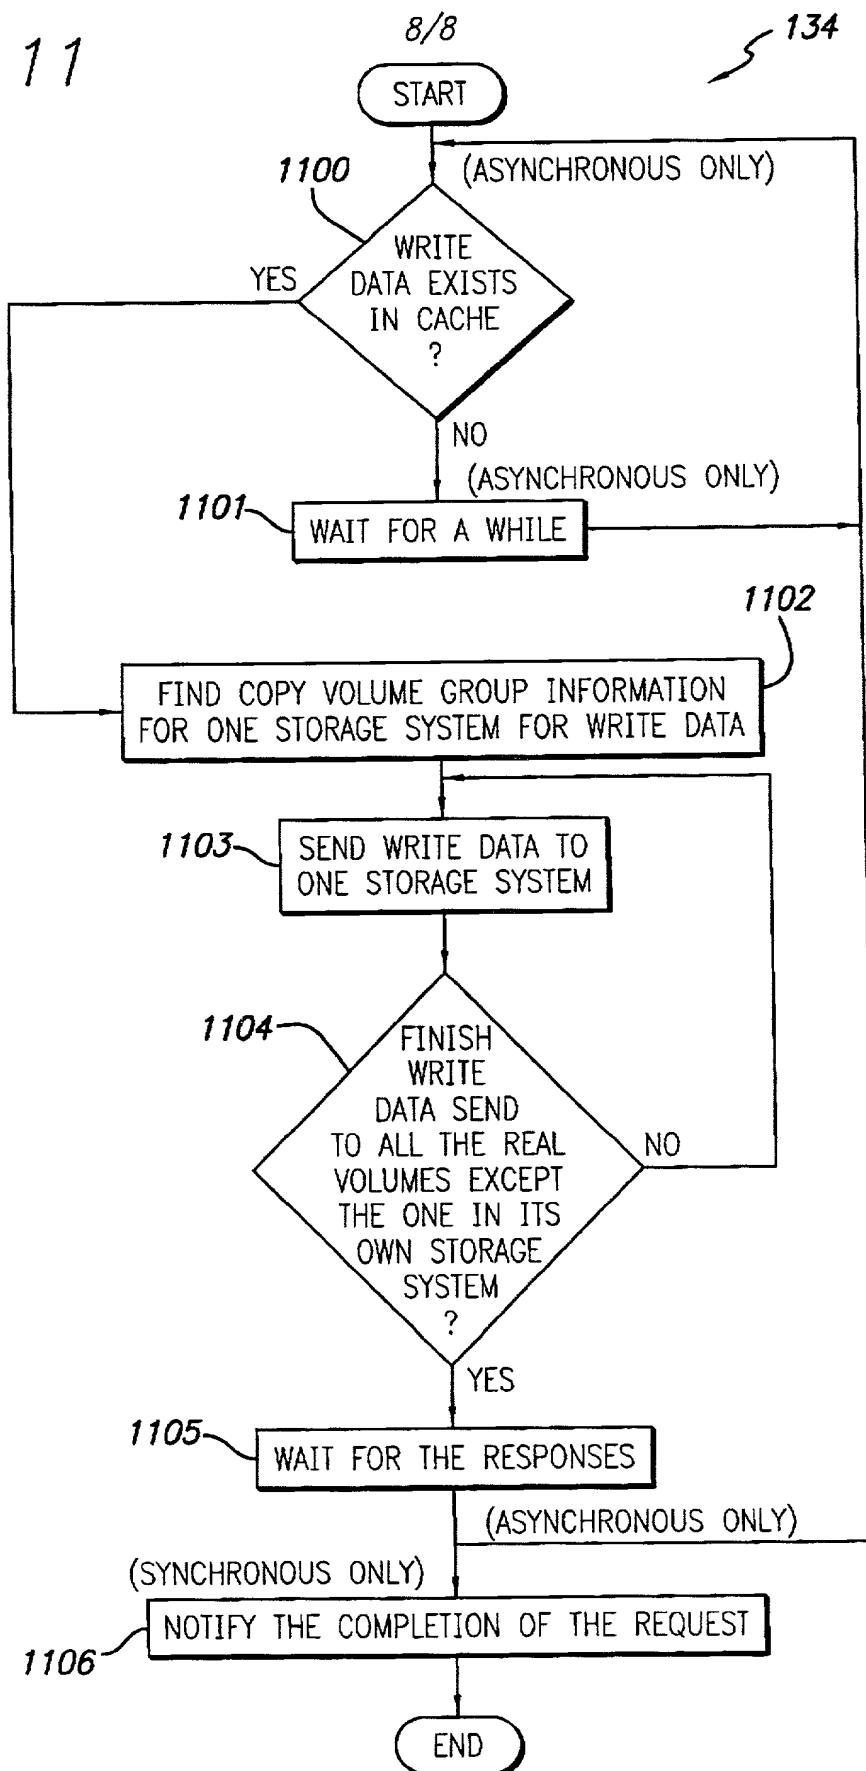 8/8
134
11
START
(ASYNCHRONOUS ONLY)
1100
WRITE
DATA EXISTS
IN CACHE
?
YES
NO
(ASYNCHRONOUS ONLY)
1101
WAIT FOR A WHILE
1102
FIND COPY VOLUME GROUP INFORMATION
FOR ONE STORAGE SYSTEM FOR WRITE DATA
1103
SEND WRITE DATA TO
ONE STORAGE SYSTEM
1104
FINISH
WRITE
DATA SEND
TO ALL THE REAL
VOLUMES EXCEPT
THE ONE IN ITS
OWN STORAGE
SYSTEM
?
NO
YES
1105
WAIT FOR THE RESPONSES
(ASYNCHRONOUS ONLY)
(SYNCHRONOUS ONLY)
NOTIFY THE COMPLETION OF THE REQUEST
1106
END